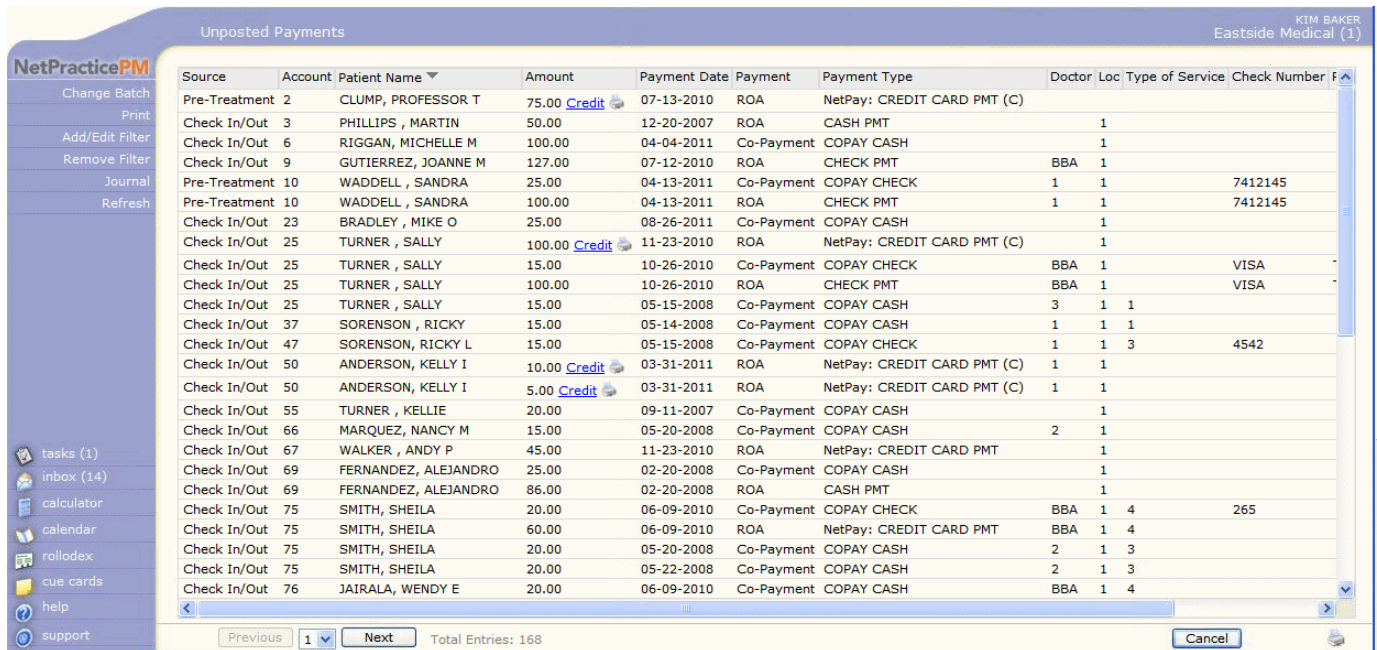 KIM BAKER
Unposted Payments
Eastside Medical (1)
NetPracticePM
Change Batch
Print
Add/Edit Filter
Remove Filter
Journal
Refresh
Source Account Patient Name Amount Payment Date Payment Payment Type Doctor Loc Type of Service Check Number
Pre-Treatment 2 CLUMP, PROFESSOR T 75.00 Credit 07-13-2010 ROA NetPay: CREDIT CARD PMT (C)
Check In/Out 3 PHILLIPS , MARTIN 50.00 12-20-2007 ROA CASH PMT 1
Check In/Out 6 RIGGAN, MICHELLE M 100.00 04-04-2011 Co-Payment COPAY CASH 1
Check In/Out 9 GUTIERREZ, JOANNE M 127.00 07-12-2010 ROA CHECK PMT BBA 1
Pre-Treatment 10 WADDELL , SANDRA 25.00 04-13-2011 Co-Payment COPAY CHECK 1 1 7412145
Pre-Treatment 10 WADDELL , SANDRA 100.00 04-13-2011 ROA CHECK PMT 1 1 7412145
Check In/Out 23 BRADLEY , MIKE O 25.00 08-26-2011 Co-Payment COPAY CASH 1
Check In/Out 25 TURNER , SALLY 100.00 Credit 11-23-2010 ROA NetPay: CREDIT CARD PMT (C) 1
Check In/Out 25 TURNER , SALLY 15.00 10-26-2010 Co-Payment COPAY CHECK BBA 1 VISA
Check In/Out 25 TURNER , SALLY 100.00 10-26-2010 ROA CHECK PMT BBA 1 VISA
Check In/Out 25 TURNER , SALLY 15.00 05-15-2008 Co-Payment COPAY CASH 3 1 1
Check In/Out 37 SORENSON , RICKY 15.00 05-14-2008 Co-Payment COPAY CASH 1 1 1
Check In/Out 47 SORENSON, RICKY L 15.00 05-15-2008 Co-Payment COPAY CHECK 1 1 3 4542
Check In/Out 50 ANDERSON, KELLY I 10.00 Credit 03-31-2011 ROA NetPay: CREDIT CARD PMT (C) 1 1
Check In/Out 50 ANDERSON, KELLY I 5.00 Credit 03-31-2011 ROA NetPay: CREDIT CARD PMT (C) 1 1
Check In/Out 55 TURNER , KELLIE 20.00 09-11-2007 Co-Payment COPAY CASH 1
Check In/Out 66 MARQUEZ, NANCY M 15.00 05-20-2008 Co-Payment COPAY CASH 2 1
Check In/Out 67 WALKER , ANDY P 45.00 11-23-2010 ROA NetPay: CREDIT CARD PMT 1
Check In/Out 69 FERNANDEZ, ALEJANDRO 25.00 02-20-2008 Co-Payment COPAY CASH 1
Check In/Out 69 FERNANDEZ, ALEJANDRO 86.00 02-20-2008 ROA CASH PMT 1
Check In/Out 75 SMITH, SHEILA 20.00 06-09-2010 Co-Payment COPAY CHECK BBA 1 4 265
Check In/Out 75 SMITH, SHEILA 60.00 06-09-2010 ROA NetPay: CREDIT CARD PMT BBA 1 4
Check In/Out 75 SMITH, SHEILA 20.00 05-20-2008 Co-Payment COPAY CASH 2 1 3
Check In/Out 75 SMITH, SHEILA 20.00 05-22-2008 Co-Payment COPAY CASH 2 1 3
Check In/Out 76 JAIRALA, WENDY E 20.00 06-09-2010 Co-Payment COPAY CASH BBA 1 4
tasks (1)
inbox (14)
calculator
calendar
rollodex
cue cards
help
support
Previous 1 Next Total Entries: 168 Cancel